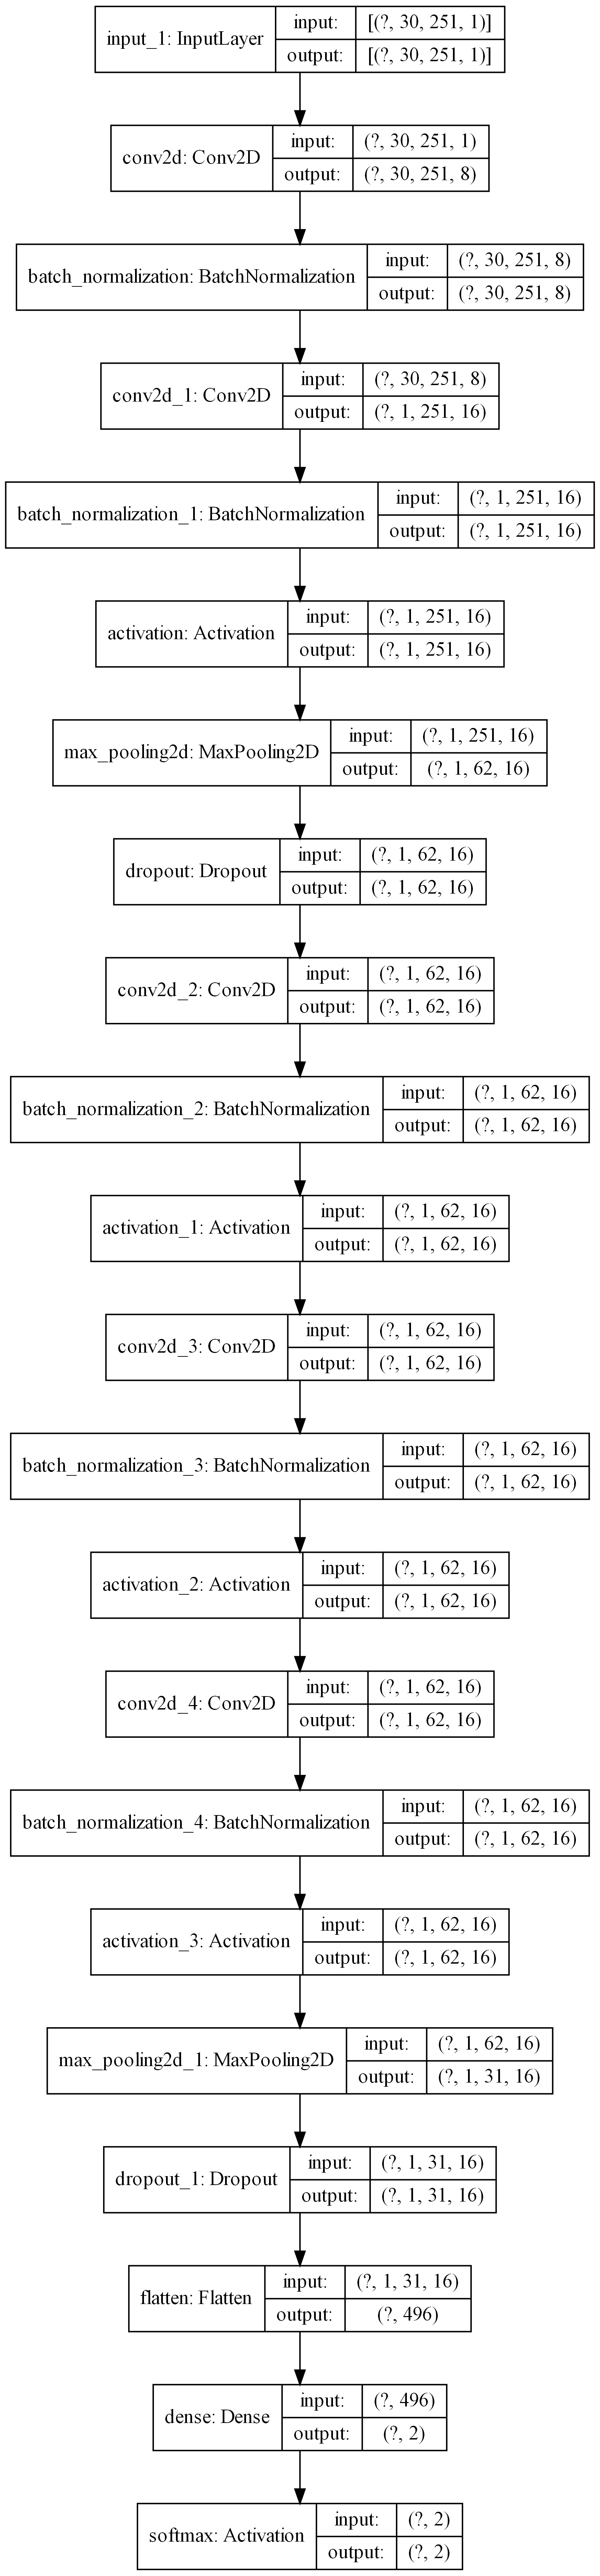 input_1: InputLayer
input: [(?, 30, 251, 1)]
output: [(?, 30, 251, 1)]
conv2d: Conv2D
input: (?, 30, 251, 1)
output: (?, 30, 251, 8)
batch_normalization: BatchNormalization
input: (?, 30, 251, 8)
output: (?, 30, 251, 8)
conv2d_1: Conv2D
input: (?, 30, 251, 8)
output: (?, 1, 251, 16)
batch_normalization_1: BatchNormalization
input: (?, 1, 251, 16)
output: (?, 1, 251, 16)
activation: Activation
input: (?, 1, 251, 16)
output: (?, 1, 251, 16)
max_pooling2d: MaxPooling2D
input: (?, 1, 251, 16)
output: (?, 1, 62, 16)
dropout: Dropout
input: (?, 1, 62, 16)
output: (?, 1, 62, 16)
conv2d_2: Conv2D
input: (?, 1, 62, 16)
output: (?, 1, 62, 16)
batch_normalization_2: BatchNormalization
input: (?, 1, 62, 16)
output: (?, 1, 62, 16)
activation_1: Activation
input: (?, 1, 62, 16)
output: (?, 1, 62, 16)
conv2d_3: Conv2D
input: (?, 1, 62, 16)
output: (?, 1, 62, 16)
batch_normalization_3: BatchNormalization
input: (?, 1, 62, 16)
output: (?, 1, 62, 16)
activation_2: Activation
input: (?, 1, 62, 16)
output: (?, 1, 62, 16)
conv2d_4: Conv2D
input: (?, 1, 62, 16)
output: (?, 1, 62, 16)
batch_normalization_4: BatchNormalization
input: (?, 1, 62, 16)
output: (?, 1, 62, 16)
activation_3: Activation
input: (?, 1, 62, 16)
output: (?, 1, 62, 16)
max_pooling2d_1: MaxPooling2D
input: (?, 1, 62, 16)
output: (?, 1, 31, 16)
dropout_1: Dropout
input: (?, 1, 31, 16)
output: (?, 1, 31, 16)
flatten: Flatten
input: (?, 1, 31, 16)
output: (?, 496)
dense: Dense
input: (?, 496)
output: (?, 2)
softmax: Activation
input: (?, 2)
output: (?, 2)